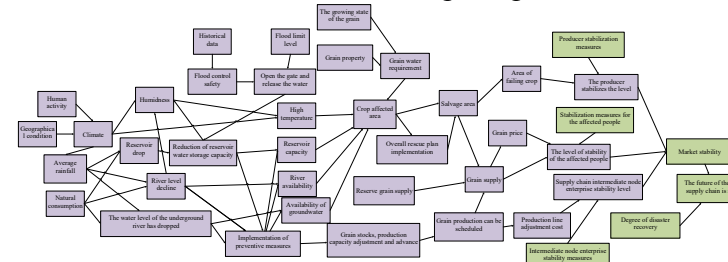 The growing state
of the grain
Historical
data
Flood limit
level
Producer stabilization
measures
Grain property
Grain water
requirement
Flood control
safety
Open the gate and
release the water
Area of
failing crop
The producer
stabilizes the level
Human
activity
Humidness
High
temperature
Crop affected
area
Salvage area
Stabilization measures for
the affected people
Geographica
l condition
Climate
Grain price
Reservoir
drop
Reduction of reservoir
water storage capacity
Reservoir
capacity
Overall rescue plan
implementation
The level of stability
of the affected people
Market stability
Average
rainfall
River level
decline
River
availability
Reserve grain supply
Grain supply
Supply chain intermediate node
enterprise stability level
The future of the
supply chain is
Natural
consumption
Availability of
groundwater
The water level of the underground
river has dropped
Grain production can be
scheduled
Production line
adjustment cost
Degree of disaster
recovery
Implementation of
preventive measures
Grain stocks, production
capacity adjustment and advance
Intermediate node enterprise
stability measures